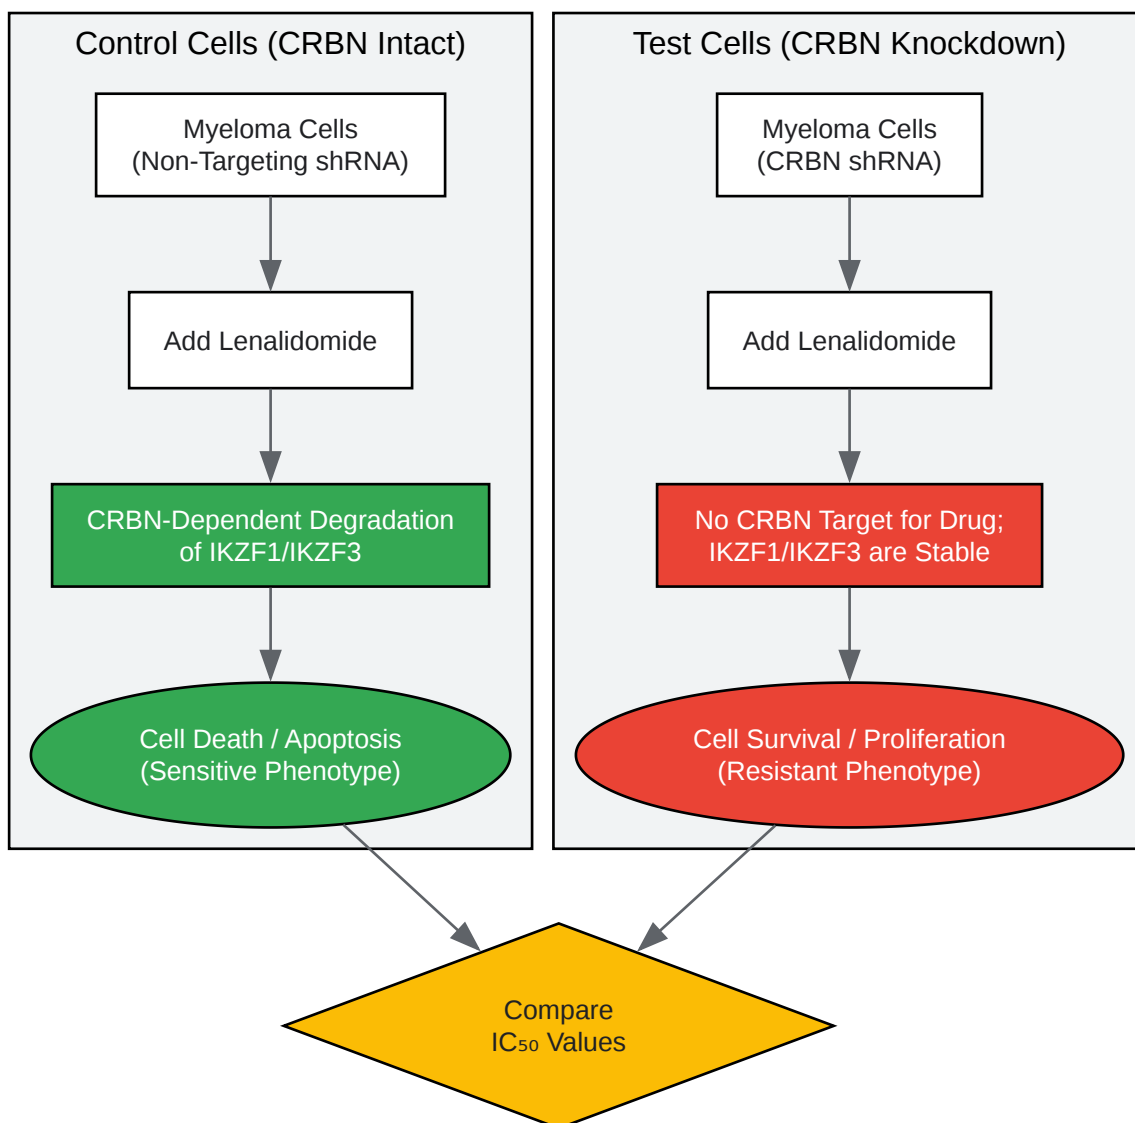 Control Cells (CRBN Intact)
Myeloma Cells
(Non-Targeting shRNA)
Add Lenalidomide
CRBN-Dependent Degradation
of IKZF1/IKZF3
Cell Death / Apoptosis
(Sensitive Phenotype)
Test Cells (CRBN Knockdown)
Myeloma Cells
(CRBN shRNA)
Add Lenalidomide
No CRBN Target for Drug;
IKZF1/IKZF3 are Stable
Cell Survival / Proliferation
(Resistant Phenotype)
Compare
IC₅₀ Values